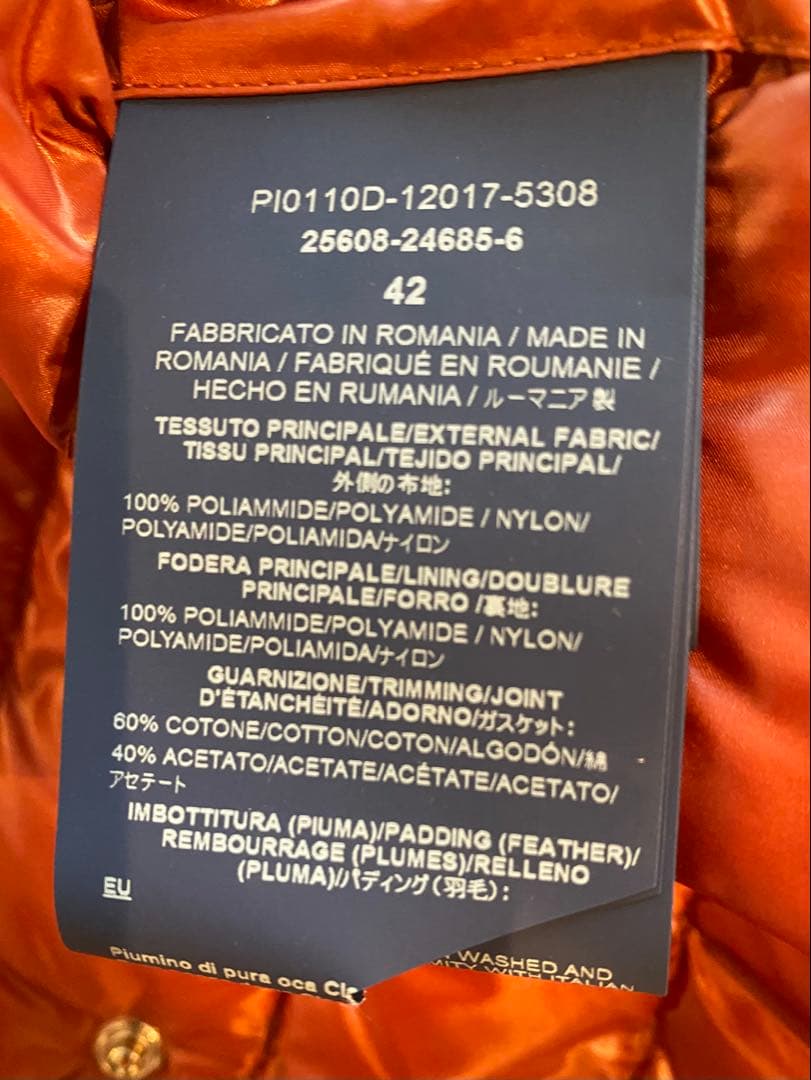 PI0110D-12017-5308
25608-24685-6
42
FABBRICATO IN ROMANIA / MADE IN
ROMANIA / FABRIQUÉ EN ROUMANIE /
HECHO EN RUMANIA / ルーマニア製
TESSUTO PRINCIPALE/EXTERNAL FABRIC/
TISSU PRINCIPAL/TEJIDO PRINCIPAL/
外側の布地:
100% POLIAMMIDE/POLYAMIDE / NYLON/
POLYAMIDE/POLIAMIDA/ナイロン
FODERA PRINCIPALE/LINING/DOUBLURE
PRINCIPALE/FORRO /裏地:
100% POLIAMMIDE/POLYAMIDE / NYLON/
POLYAMIDE/POLIAMIDA/ナイロン
GUARNIZIONE/TRIMMING/JOINT
D'ÉTANCHÉITÉ/ADORNO/ガスケット:
60% COTONE/COTTON/COTON/ALGODÓN/綿
40% ACETATO/ACETATE/ACÉTATE/ACETATO/
アセテート
IMBOTTITURA (PIUMA)/PADDING (FEATHER)/
REMBOURRAGE (PLUMES)/RELLENO
(PLUMA)/パディング(羽毛):
EU
Piumino di pura oca
WASHED AND
WITH ITALIAN